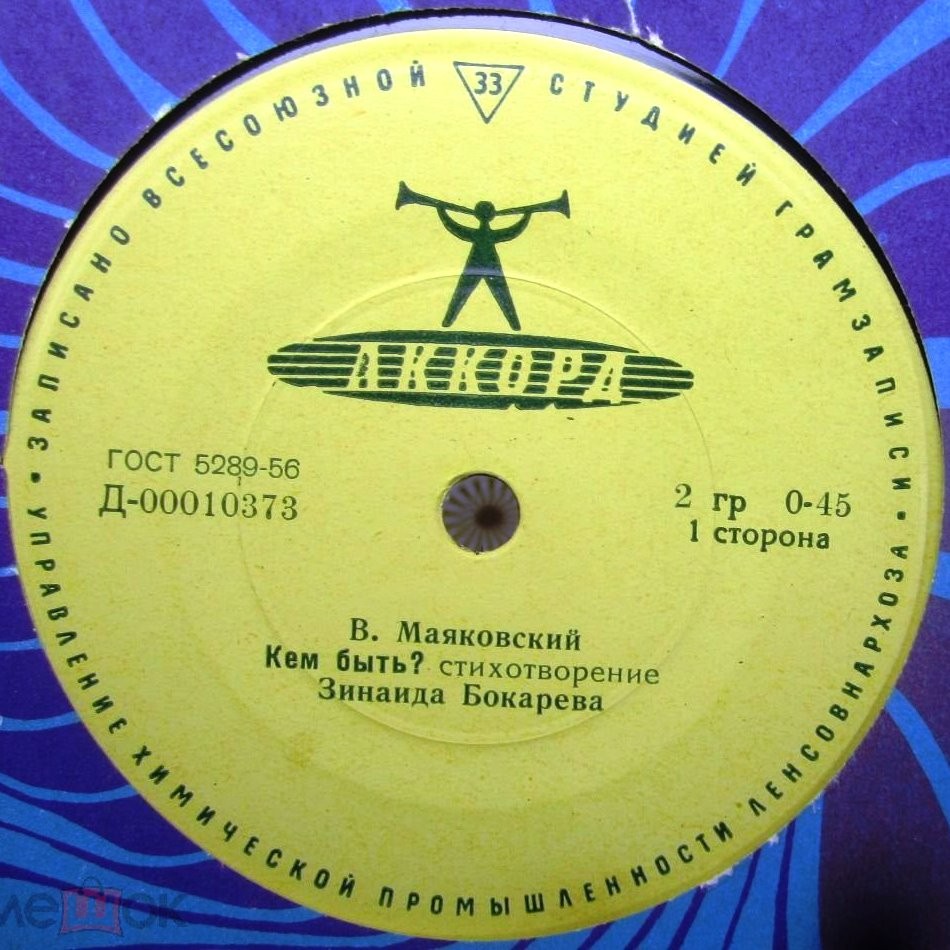 ЗАПИСАНО ВСЕСОЮЗНОЙ СТУДИЕЙ ГРАМЗАПИСИ
33
АККОРД
ГОСТ 5289-56
Д-00010373
2 гр 0-45
1 сторона
В. Маяковский
Кем быть? стихотворение
Зинаида Бокарева
• УПРАВЛЕНИЕ ХИМИЧЕСКОЙ ПРОМЫШЛЕННОСТИ ЛЕНСОВНАРХОЗА •
лешок